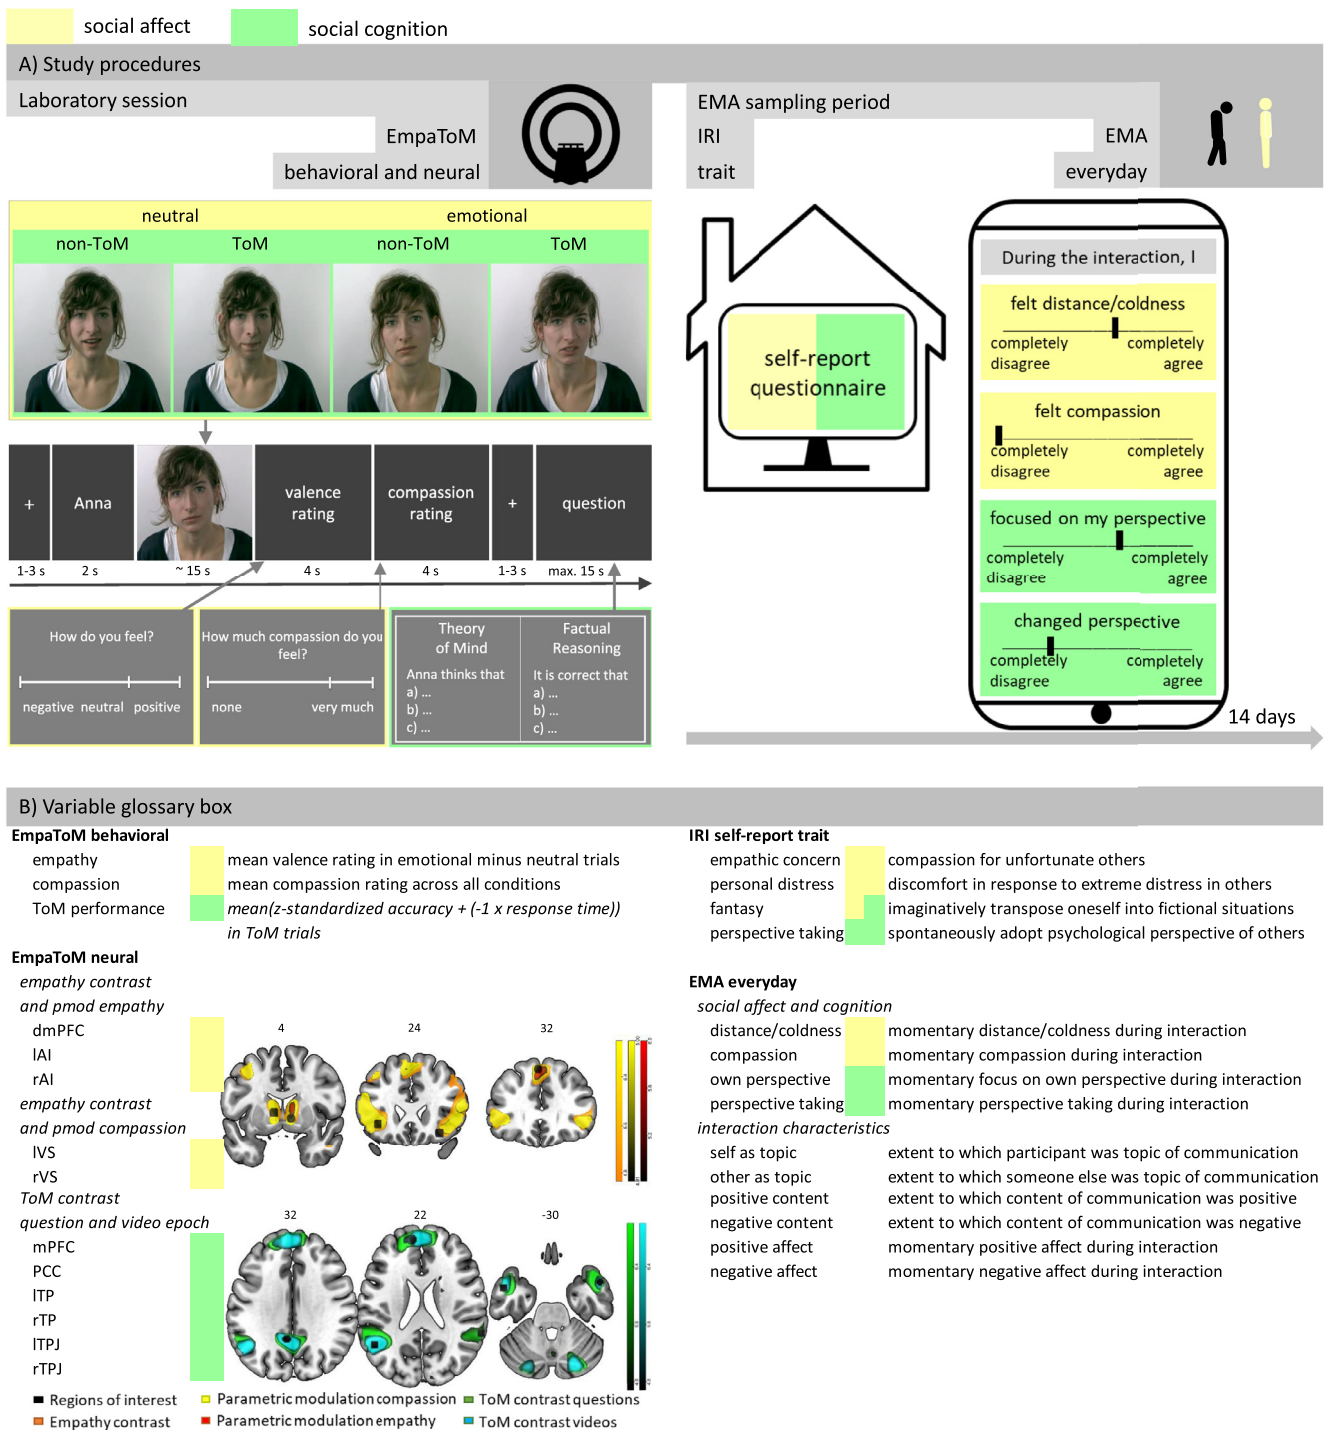 social affect
social cognition
A) Study procedures
Laboratory session
EmpaToM
behavioral and neural
neutral
emotional
non-ToM
ToM
non-ToM
ToM
+
Anna
valence
rating
compassion
rating
+
question
1-3 s
2 s
~ 15 s
4 s
4 s
1-3 s
max. 15 s
How do you feel?
negative neutral positive
How much compassion do you
feel?
none
very much
Theory
of Mind
Anna thinks that
a) ...
b) ...
c) ...
Factual
Reasoning
It is correct that
a) ...
b) ...
c) ...
EMA sampling period
IRI
trait
EMA
everyday
self-report
questionnaire
During the interaction, I
felt distance/coldness
completely
disagree
completely
agree
felt compassion
completely
disagree
completely
agree
focused on my perspective
completely
disagree
completely
agree
changed perspective
completely
disagree
completely
agree
14 days
B) Variable glossary box
EmpaToM behavioral
empathy mean valence rating in emotional minus neutral trials
compassion mean compassion rating across all conditions
ToM performance mean(z-standardized accuracy + (-1 x response time))
in ToM trials
EmpaToM neural
empathy contrast
and pmod empathy
dmPFC
lAI
rAI
empathy contrast
and pmod compassion
lVS
rVS
ToM contrast
question and video epoch
mPFC
PCC
lTP
rTP
lTPJ
rTPJ
4
24
32
32
22
-30
Regions of interest
Parametric modulation compassion
ToM contrast questions
Empathy contrast
Parametric modulation empathy
ToM contrast videos
IRI self-report trait
empathic concern compassion for unfortunate others
personal distress discomfort in response to extreme distress in others
fantasy imaginatively transpose oneself into fictional situations
perspective taking spontaneously adopt psychological perspective of others
EMA everyday
social affect and cognition
distance/coldness momentary distance/coldness during interaction
compassion momentary compassion during interaction
own perspective momentary focus on own perspective during interaction
perspective taking momentary perspective taking during interaction
interaction characteristics
self as topic extent to which participant was topic of communication
other as topic extent to which someone else was topic of communication
positive content extent to which content of communication was positive
negative content extent to which content of communication was negative
positive affect momentary positive affect during interaction
negative affect momentary negative affect during interaction